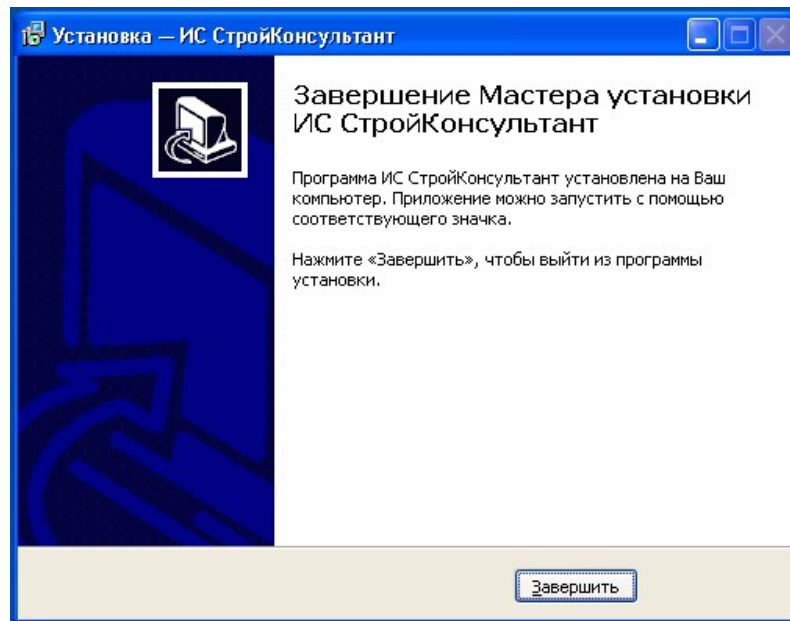 Установка — ИС СтройКонсультант
Завершение Мастера установки
ИС СтройКонсультант
Программа ИС СтройКонсультант установлена на Ваш
компьютер. Приложение можно запустить с помощью
соответствующего значка.
Нажмите «Завершить», чтобы выйти из программы
установки.
Завершить